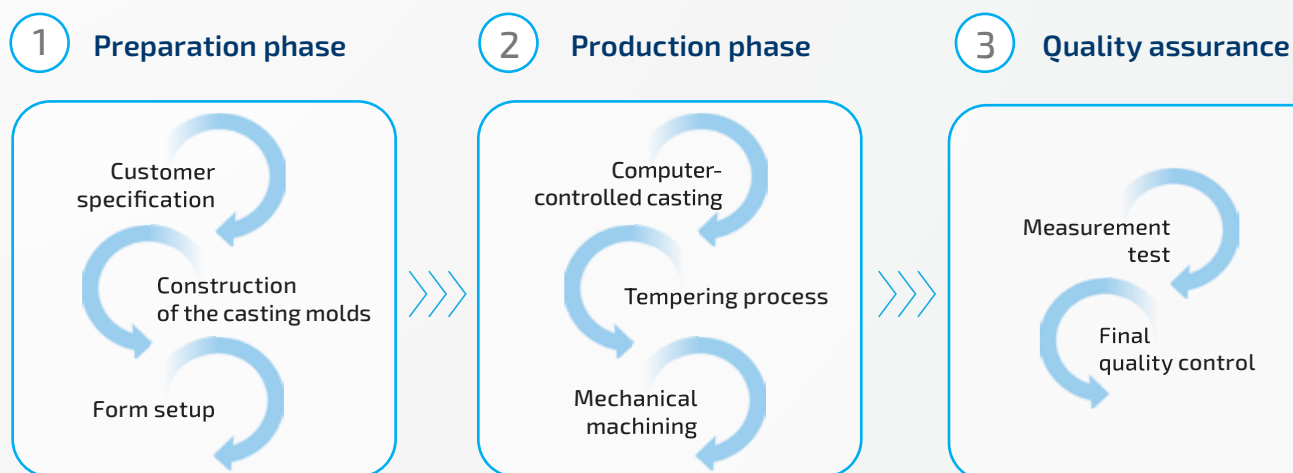 1 Preparation phase
Customer
specification
Construction
of the casting molds
Form setup
2 Production phase
Computer-
controlled casting
Tempering process
Mechanical
machining
3 Quality assurance
Measurement
test
Final
quality control